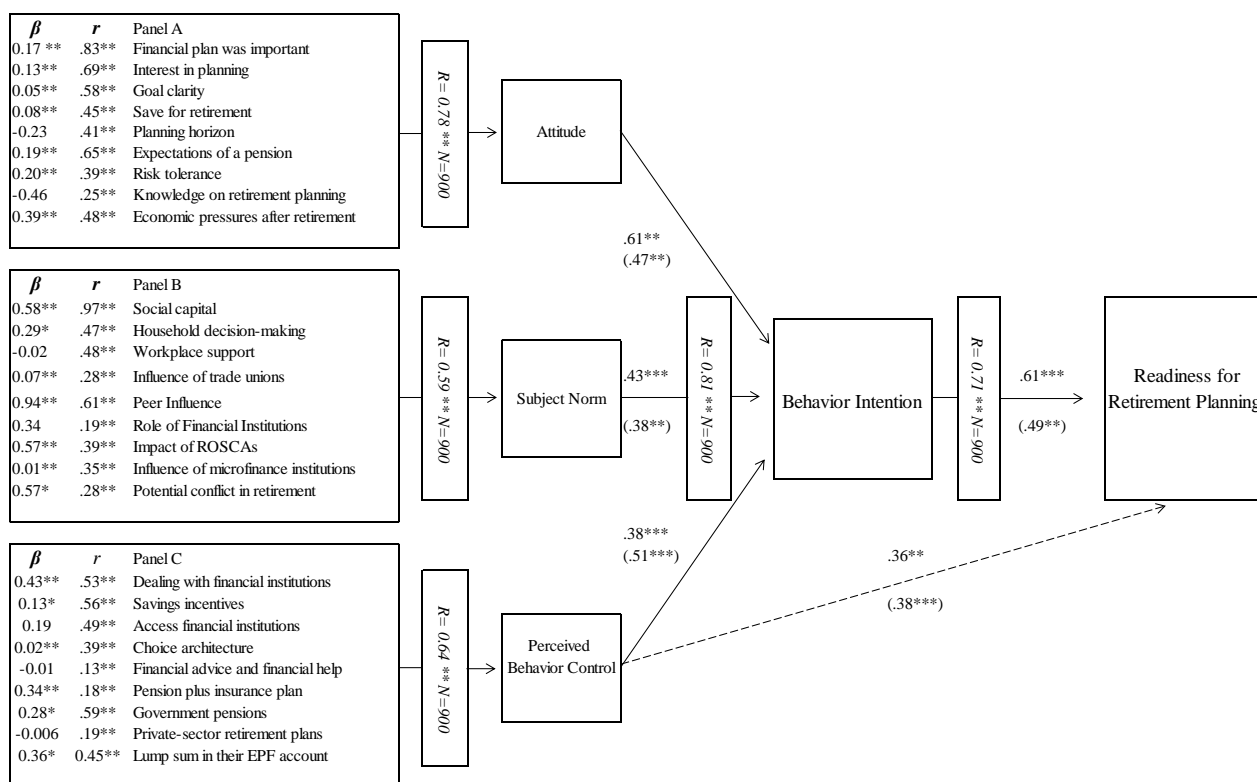 β r Panel A
0.17 ** .83** Financial plan was important
0.13** .69** Interest in planning
0.05** .58** Goal clarity
0.08** .45** Save for retirement
-0.23 .41** Planning horizon
0.19** .65** Expectations of a pension
0.20** .39** Risk tolerance
-0.46 .25** Knowledge on retirement planning
0.39** .48** Economic pressures after retirement
R= 0.78 ** N=900
Attitude
.61**
(.47**)
β r Panel B
0.58** .97** Social capital
0.29* .47** Household decision-making
-0.02 .48** Workplace support
0.07** .28** Influence of trade unions
0.94** .61** Peer Influence
0.34 .19** Role of Financial Institutions
0.57** .39** Impact of ROSCAs
0.01** .35** Influence of microfinance institutions
0.57* .28** Potential conflict in retirement
R= 0.59 ** N=900
Subject Norm
.43***
(.38**)
R= 0.81 ** N=900
Behavior Intention
R= 0.71 ** N=900
.61***
(.49**)
Readiness for
Retirement Planning
β r Panel C
0.43** .53** Dealing with financial institutions
0.13* .56** Savings incentives
0.19 .49** Access financial institutions
0.02** .39** Choice architecture
-0.01 .13** Financial advice and financial help
0.34** .18** Pension plus insurance plan
0.28* .59** Government pensions
-0.006 .19** Private-sector retirement plans
0.36* 0.45** Lump sum in their EPF account
R= 0.64 ** N=900
Perceived
Behavior Control
.38***
(.51***)
.36**
(.38***)